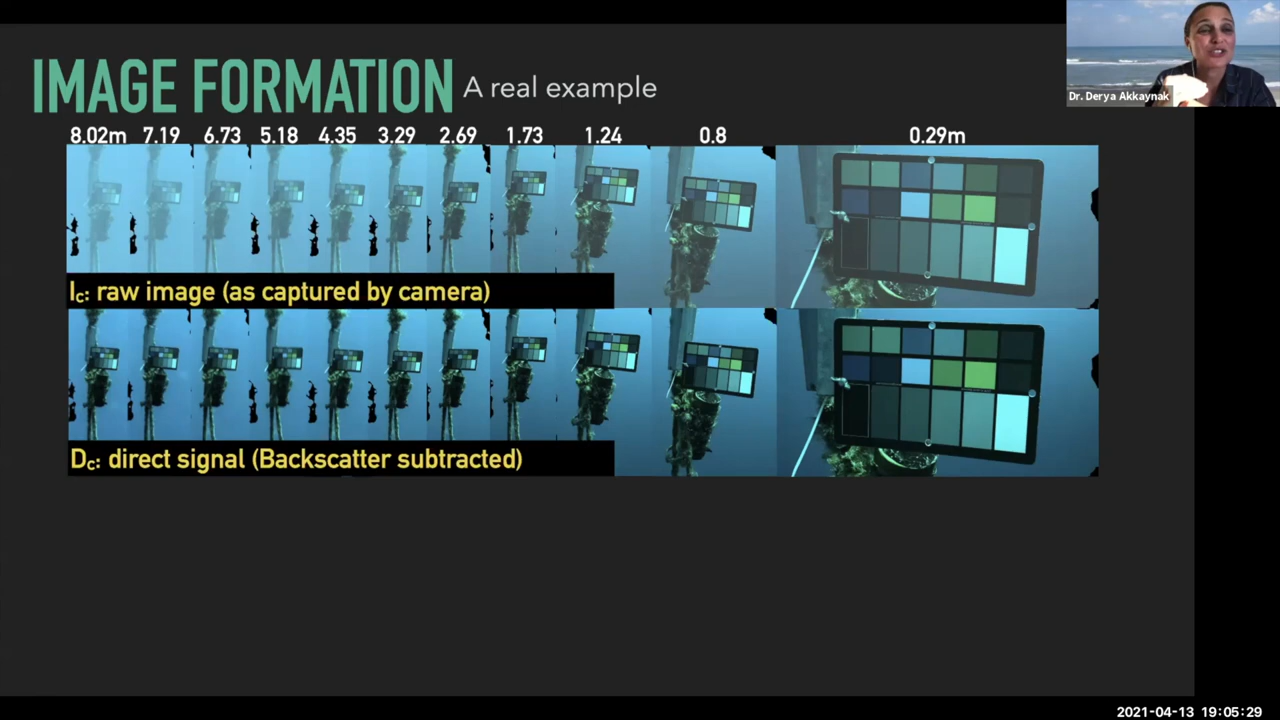 IMAGE FORMATION A real example
8.02m 7.19 6.73 5.18 4.35 3.29 2.69 1.73 1.24 0.8 0.29m
Ic: raw image (as captured by camera)
Dc: direct signal (Backscatter subtracted)
Dr. Derya Akkaynak
2021-04-13 19:05:29